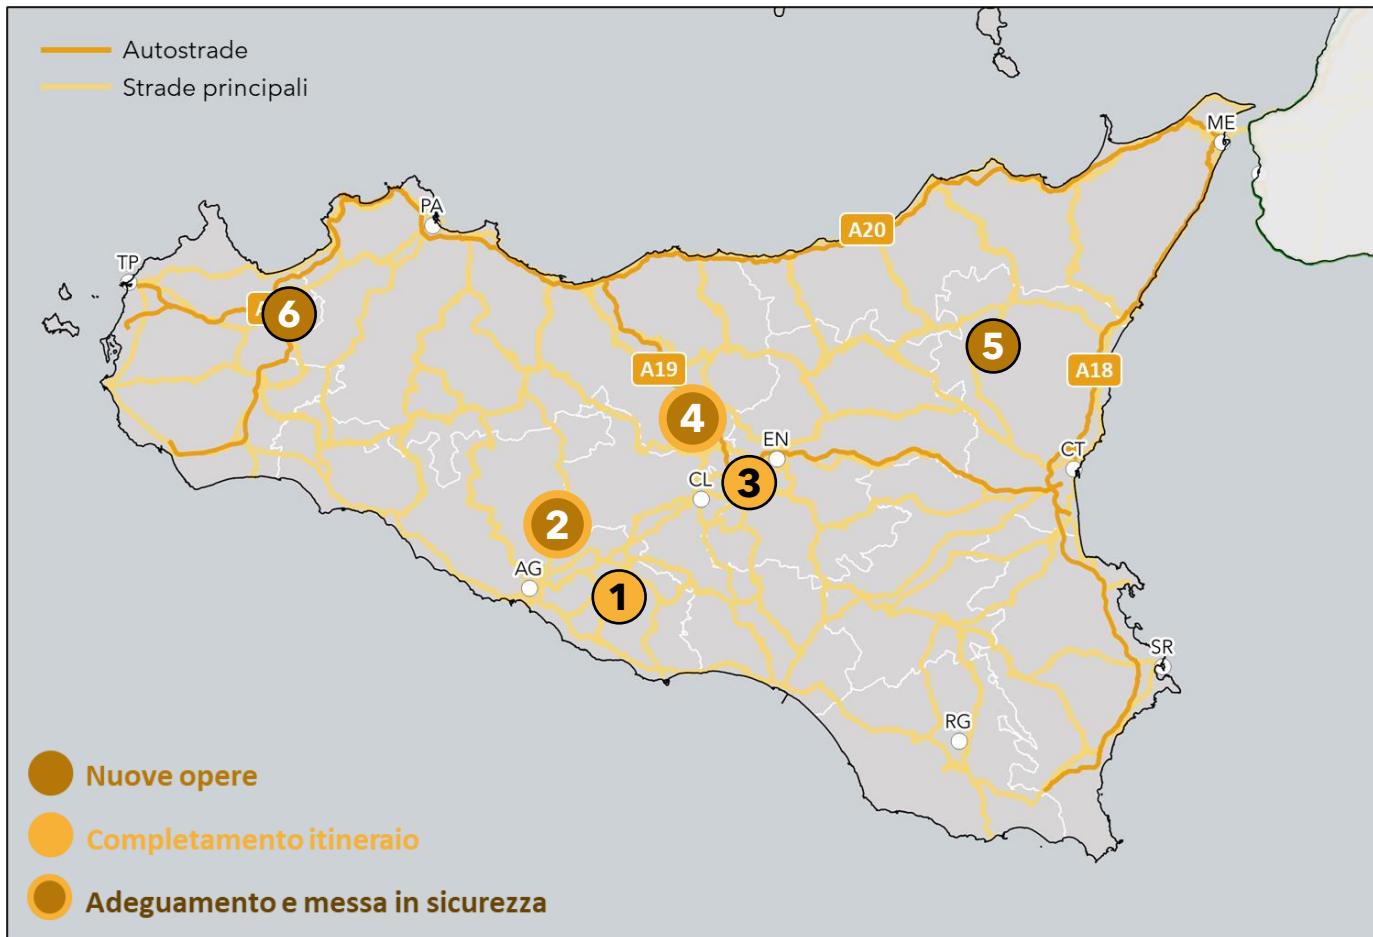 Autostrade
Strade principali
ME
PA
A20
TP
6
5
A19
A18
4
EN
CT
3
CL
2
AG
1
SR
RG
Nuove opere
Completamento itineraio
Adeguamento e messa in sicurezza